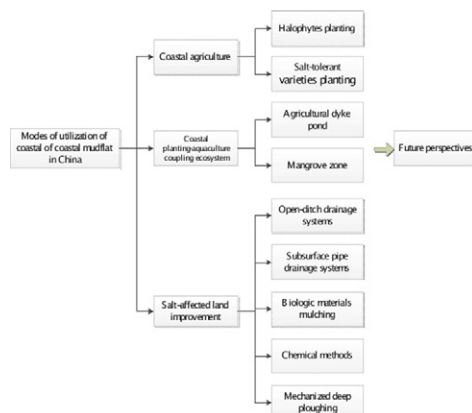 Modes of utilization of
coastal of coastal mudflat
in China
Coastal agriculture
Halophytes planting
Salt-tolerant
varieties planting
Coastal
planting-aquaculture
coupling ecosystem
Agricultural dyke
pond
Mangrove zone
Future perspectives
Salt-affected land
improvement
Open-ditch drainage
systems
Subsurface pipe
drainage systems
Biologic materials
mulching
Chemical methods
Mechanized deep
ploughing